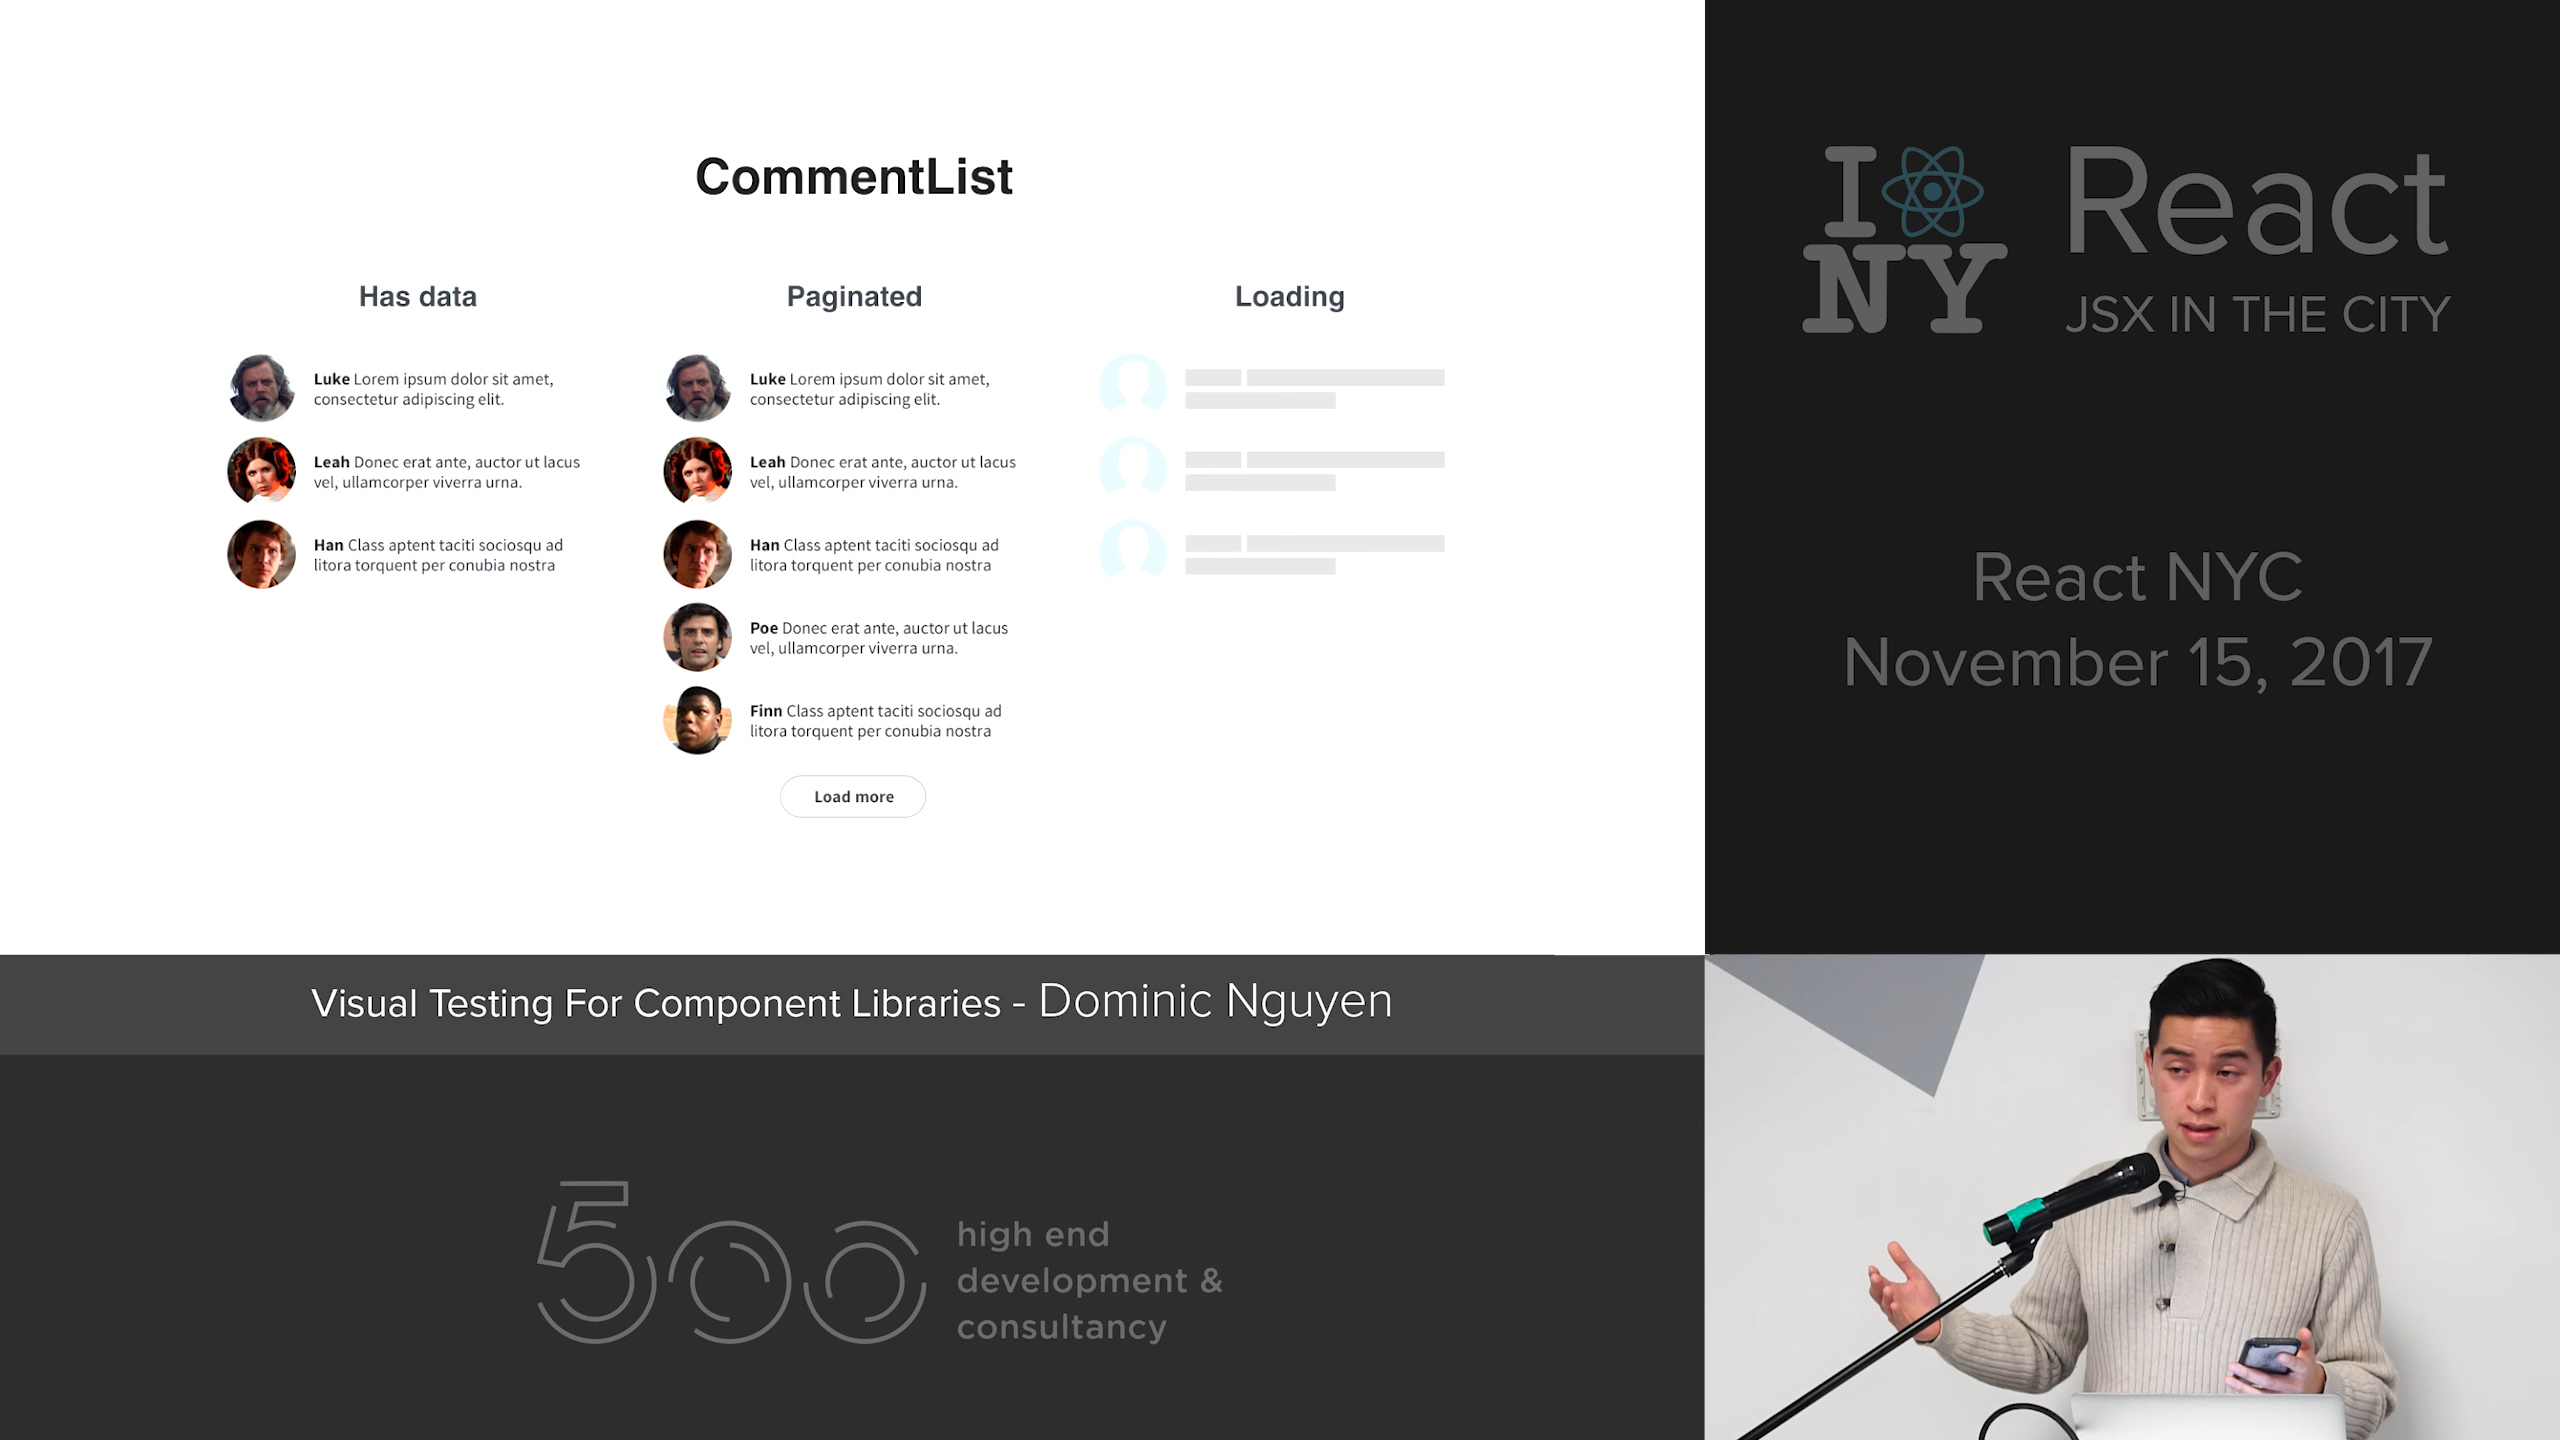 CommentList
Has data
Luke Lorem ipsum dolor sit amet,
consectetur adipiscing elit.
Leah Donec erat ante, auctor ut lacus
vel, ullamcorper viverra urna.
Han Class aptent taciti sociosqu ad
litora torquent per conubia nostra
Paginated
Luke Lorem ipsum dolor sit amet,
consectetur adipiscing elit.
Leah Donec erat ante, auctor ut lacus
vel, ullamcorper viverra urna.
Han Class aptent taciti sociosqu ad
litora torquent per conubia nostra
Poe Donec erat ante, auctor ut lacus
vel, ullamcorper viverra urna.
Finn Class aptent taciti sociosqu ad
litora torquent per conubia nostra
Load more
Loading
I
NY
React
JSX IN THE CITY
React NYC
November 15, 2017
Visual Testing For Component Libraries - Dominic Nguyen
500
high end
development &
consultancy